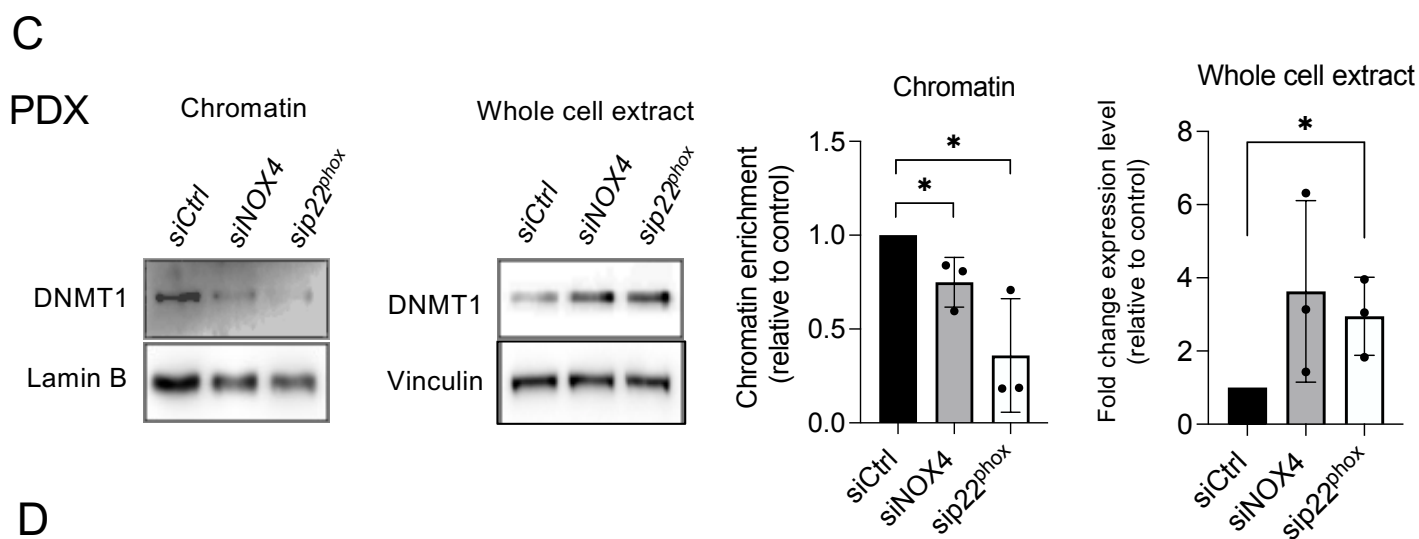 C
PDX
Chromatin
siCtrl
siNOX4
sip22phox
DNMT1
Lamin B
Whole cell extract
siCtrl
siNOX4
sip22phox
DNMT1
Vinculin
Chromatin
Chromatin enrichment
(relative to control)
1.5
1.0
0.5
0.0
*
*
siCtrl
siNOX4
sip22phox
Whole cell extract
Fold change expression level
(relative to control)
8
6
4
2
0
*
siCtrl
siNOX4
sip22phox
D